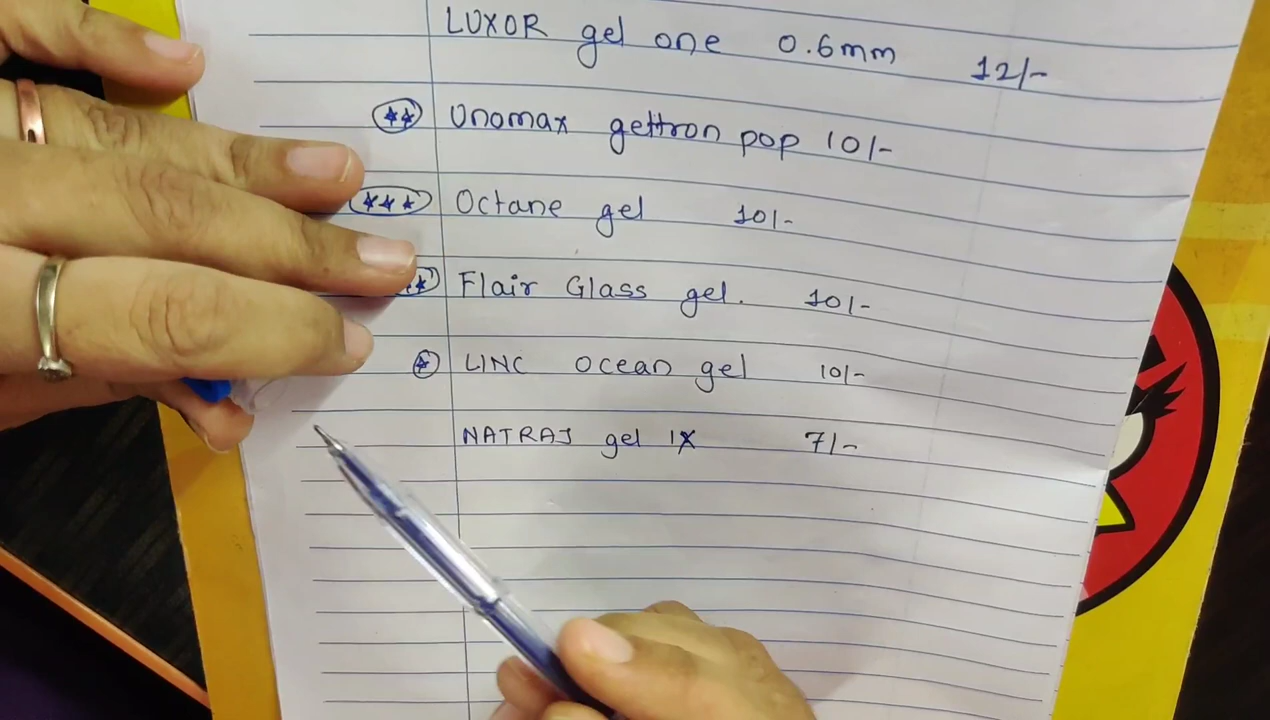 LUXOR gel one 0.6mm 12/-
** Unomax geltron pop 10/-
*** Octane gel 10/-
* Flair Glass gel. 10/-
* LINC Ocean gel 10/-
NATRAJ gel 1X 7/-